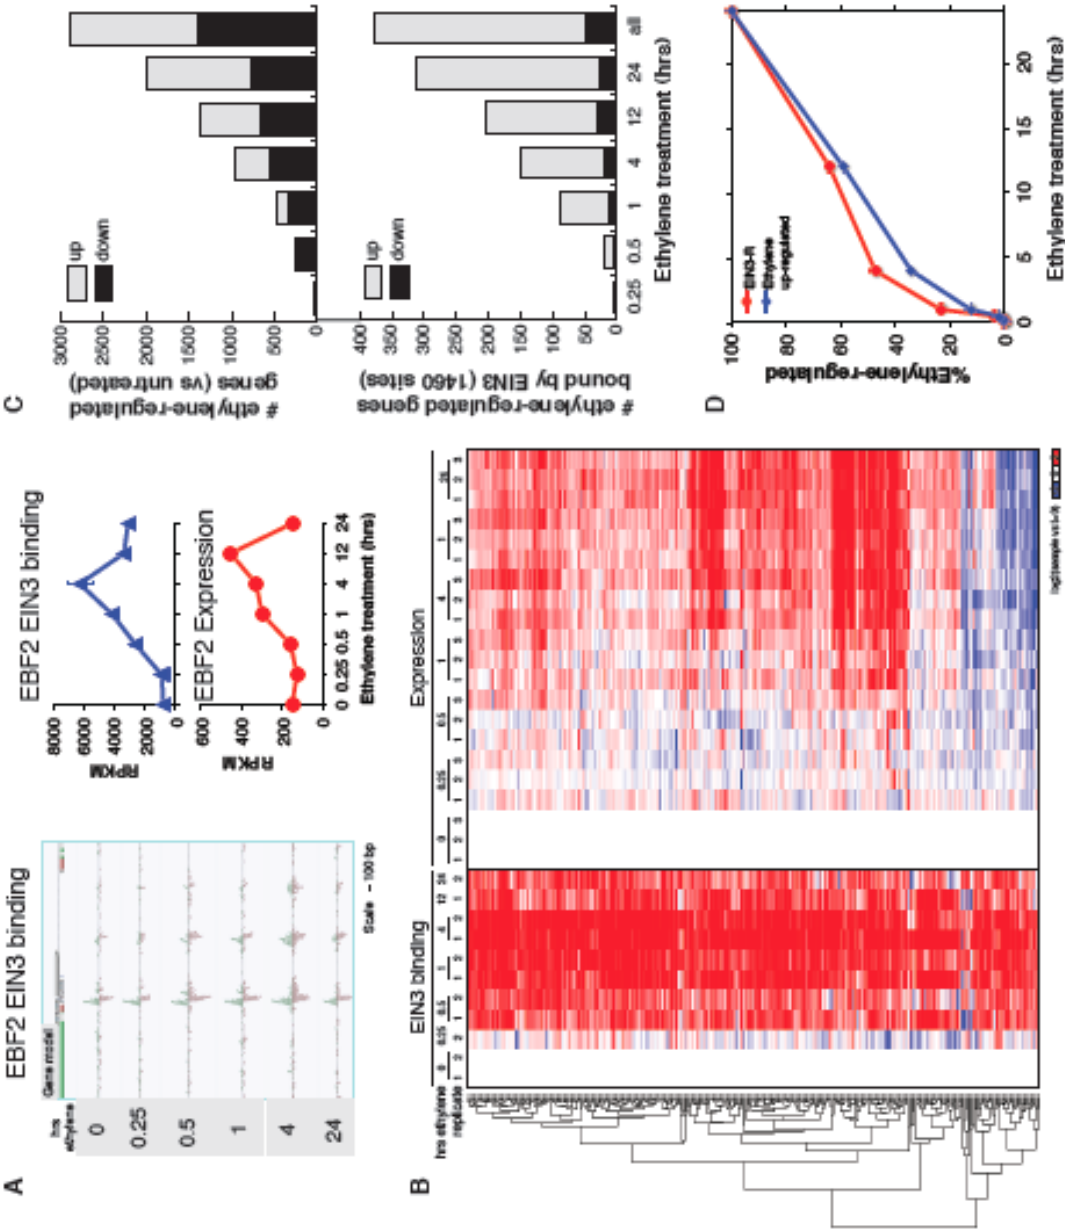 A
EBF2 EIN3 binding
hrs
ethylene
Gene model
0
0.25
0.5
1
4
24
Scale – 100 bp
EBF2 EIN3 binding
8000
6000
4000
2000
0
RPKM
EBF2 Expression
600
400
200
0
RPKM
0 0.25 0.5 1 4 12 24
Ethylene treatment (hrs)
B
EIN3 binding
Expression
hrs ethylene
replicate
C
3000
2500
2000
1500
1000
500
0
# ethylene-regulated
genes (vs untreated)
up
down
400
350
300
250
200
150
100
50
0
# ethylene-regulated genes
bound by EIN3 (1460 sites)
up
down
0.25 0.5 1 4 12 24 all
Ethylene treatment (hrs)
D
100
80
60
40
20
0
%Ethylene-regulated
EIN3-R
Ethylene
up-regulated
0 5 10 15 20
Ethylene treatment (hrs)